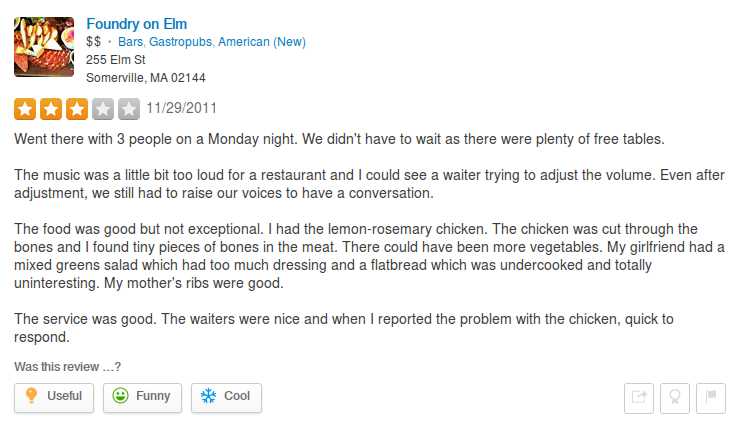 Foundry on Elm
$$ · Bars, Gastropubs, American (New)
255 Elm St
Somerville, MA 02144
11/29/2011
Went there with 3 people on a Monday night. We didn't have to wait as there were plenty of free tables.
The music was a little bit too loud for a restaurant and I could see a waiter trying to adjust the volume. Even after
adjustment, we still had to raise our voices to have a conversation.
The food was good but not exceptional. I had the lemon-rosemary chicken. The chicken was cut through the
bones and I found tiny pieces of bones in the meat. There could have been more vegetables. My girlfriend had a
mixed greens salad which had too much dressing and a flatbread which was undercooked and totally
uninteresting. My mother's ribs were good.
The service was good. The waiters were nice and when I reported the problem with the chicken, quick to
respond.
Was this review ...?
Useful Funny Cool